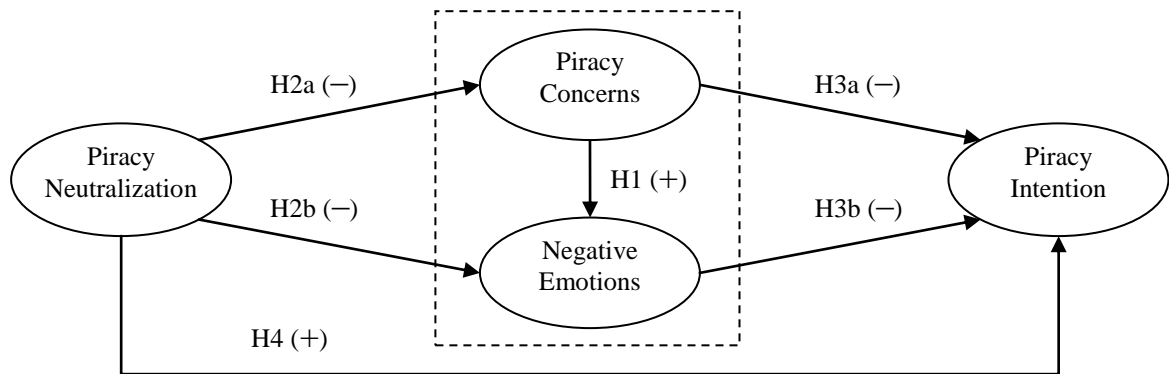 Piracy
Concerns
H2a (−)
H3a (−)
Piracy
Neutralization
H1 (+)
Piracy
Intention
H2b (−)
H3b (−)
Negative
Emotions
H4 (+)